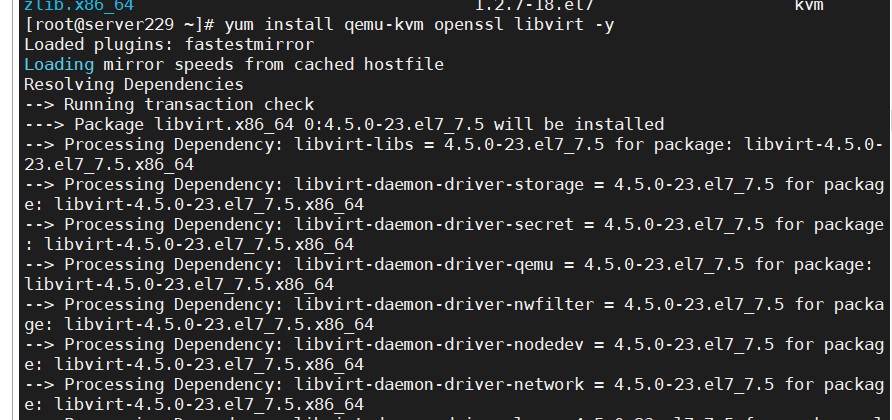 zlib.x86_64 1.2.7-18.el7 kvm
[root@server229 ~]# yum install qemu-kvm openssl libvirt -y
Loaded plugins: fastestmirror
Loading mirror speeds from cached hostfile
Resolving Dependencies
--> Running transaction check
---> Package libvirt.x86_64 0:4.5.0-23.el7_7.5 will be installed
--> Processing Dependency: libvirt-libs = 4.5.0-23.el7_7.5 for package: libvirt-4.5.0-
23.el7_7.5.x86_64
--> Processing Dependency: libvirt-daemon-driver-storage = 4.5.0-23.el7_7.5 for packag
e: libvirt-4.5.0-23.el7_7.5.x86_64
--> Processing Dependency: libvirt-daemon-driver-secret = 4.5.0-23.el7_7.5 for package
: libvirt-4.5.0-23.el7_7.5.x86_64
--> Processing Dependency: libvirt-daemon-driver-qemu = 4.5.0-23.el7_7.5 for package:
libvirt-4.5.0-23.el7_7.5.x86_64
--> Processing Dependency: libvirt-daemon-driver-nwfilter = 4.5.0-23.el7_7.5 for packa
ge: libvirt-4.5.0-23.el7_7.5.x86_64
--> Processing Dependency: libvirt-daemon-driver-nodedev = 4.5.0-23.el7_7.5 for packag
e: libvirt-4.5.0-23.el7_7.5.x86_64
--> Processing Dependency: libvirt-daemon-driver-network = 4.5.0-23.el7_7.5 for packag
e: libvirt-4.5.0-23.el7_7.5.x86_64